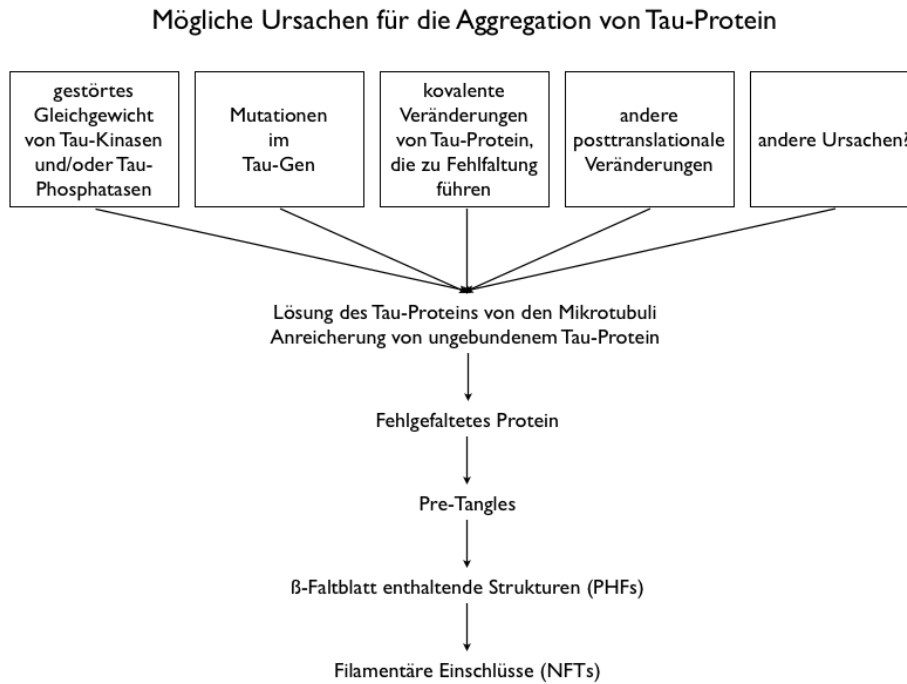 Mögliche Ursachen für die Aggregation von Tau-Protein
gestörtes
Gleichgewicht
von Tau-Kinasen
und/oder Tau-
Phosphatasen
Mutationen
im
Tau-Gen
kovalente
Veränderungen
von Tau-Protein,
die zu Fehlfaltung
führen
andere
posttranslationale
Veränderungen
andere Ursachen?
Lösung des Tau-Proteins von den Mikrotubuli
Anreicherung von ungebundenem Tau-Protein
Fehlgefaltetes Protein
Pre-Tangles
ß-Faltblatt enthaltende Strukturen (PHFs)
Filamentäre Einschlüsse (NFTs)